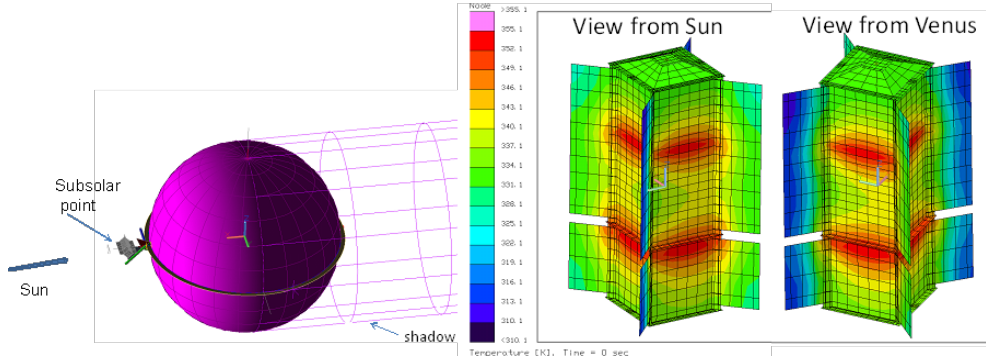 Subsolar
point
Sun
shadow
Node
>355.1
355.1
352.1
349.1
346.1
343.1
340.1
337.1
334.1
331.1
328.1
325.1
322.1
319.1
316.1
313.1
310.1
<310.1
Temperature [K], Time = 0 sec
View from Sun
View from Venus